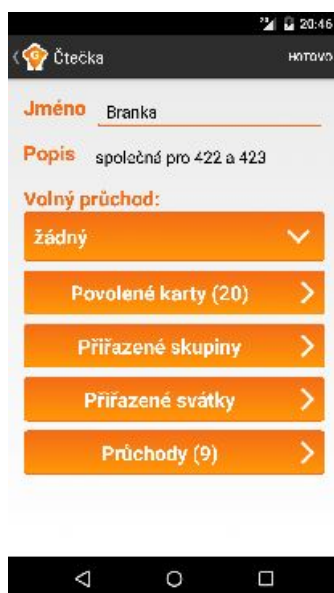 20:46
Čtečka
HOTOVO
Jméno Branka
Popis společná pro 422 a 423
Volný průchod:
žádný
Povolené karty (20)
Přiřazené skupiny
Přiřazené svátky
Průchody (9)